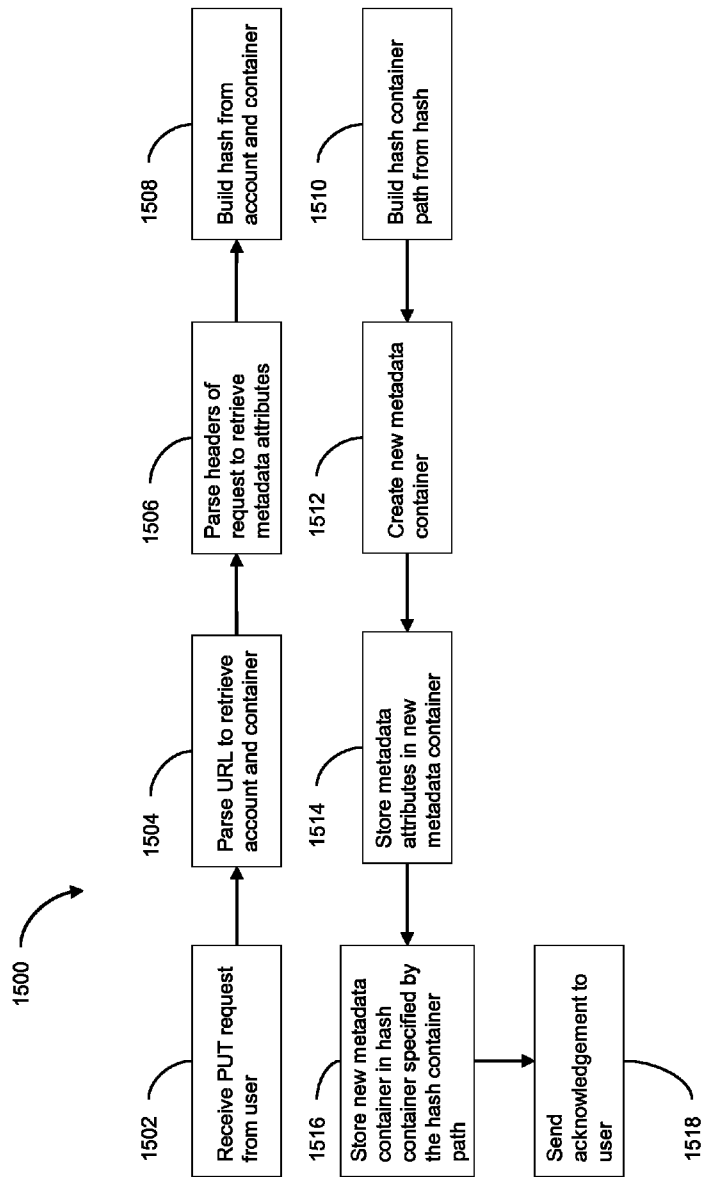 1500
1502
Receive PUT request
from user
1504
Parse URL to retrieve
account and container
1506
Parse headers of
request to retrieve
metadata attributes
1508
Build hash from
account and container
1510
Build hash container
path from hash
1512
Create new metadata
container
1514
Store metadata
attributes in new
metadata container
1516
Store new metadata
container in hash
container specified by
the hash container
path
Send
acknowledgement to
user
1518